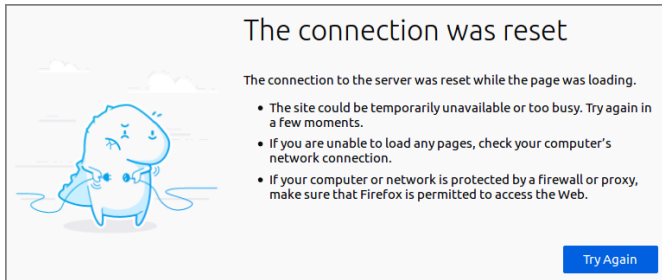 The connection was reset
The connection to the server was reset while the page was loading.
• The site could be temporarily unavailable or too busy. Try again in
a few moments.
• If you are unable to load any pages, check your computer’s
network connection.
• If your computer or network is protected by a firewall or proxy,
make sure that Firefox is permitted to access the Web.
Try Again